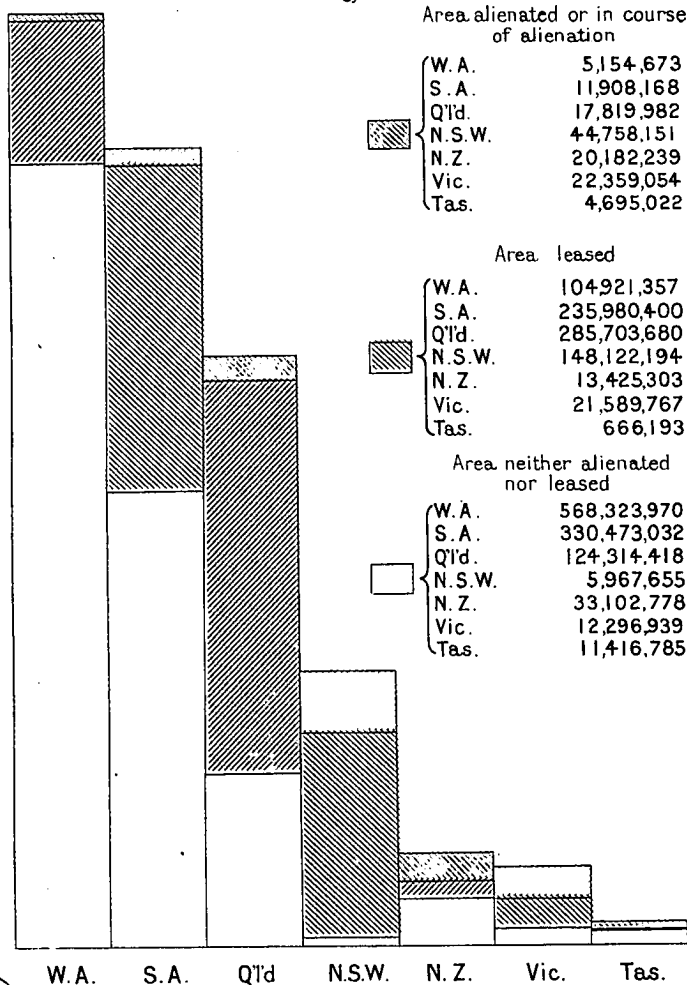 Area alienated or in course
of alienation
W.A. 5,154,673
S.A. 11,908,168
Q'l'd. 17,819,982
N.S.W. 44,758,151
N.Z. 20,182,239
Vic. 22,359,054
Tas. 4,695,022
Area leased
W.A. 104,921,357
S.A. 235,980,400
Q'l'd. 285,703,680
N.S.W. 148,122,194
N.Z. 13,425,303
Vic. 21,589,767
Tas. 666,193
Area neither alienated
nor leased
W.A. 568,323,970
S.A. 330,473,032
Q'l'd. 124,314,418
N.S.W. 5,967,655
N.Z. 33,102,778
Vic. 12,296,939
Tas. 11,416,785
W.A. S.A. Q'l'd N.S.W. N.Z. Vic. Tas.